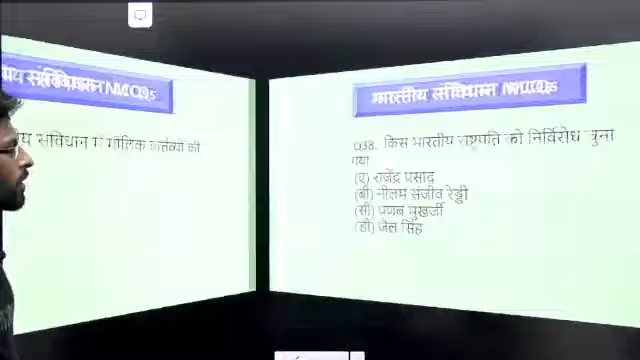 भारतीय संविधान MCQs
संविधान में मौलिक कर्तव्यों की
भारतीय संविधान MCQs
Q38. किस भारतीय राष्ट्रपति को निर्विरोध चुना
गया
(ए) राजेंद्र प्रसाद
(बी) नीलम संजीव रेड्डी
(सी) प्रणब मुखर्जी
(डी) जैल सिंह